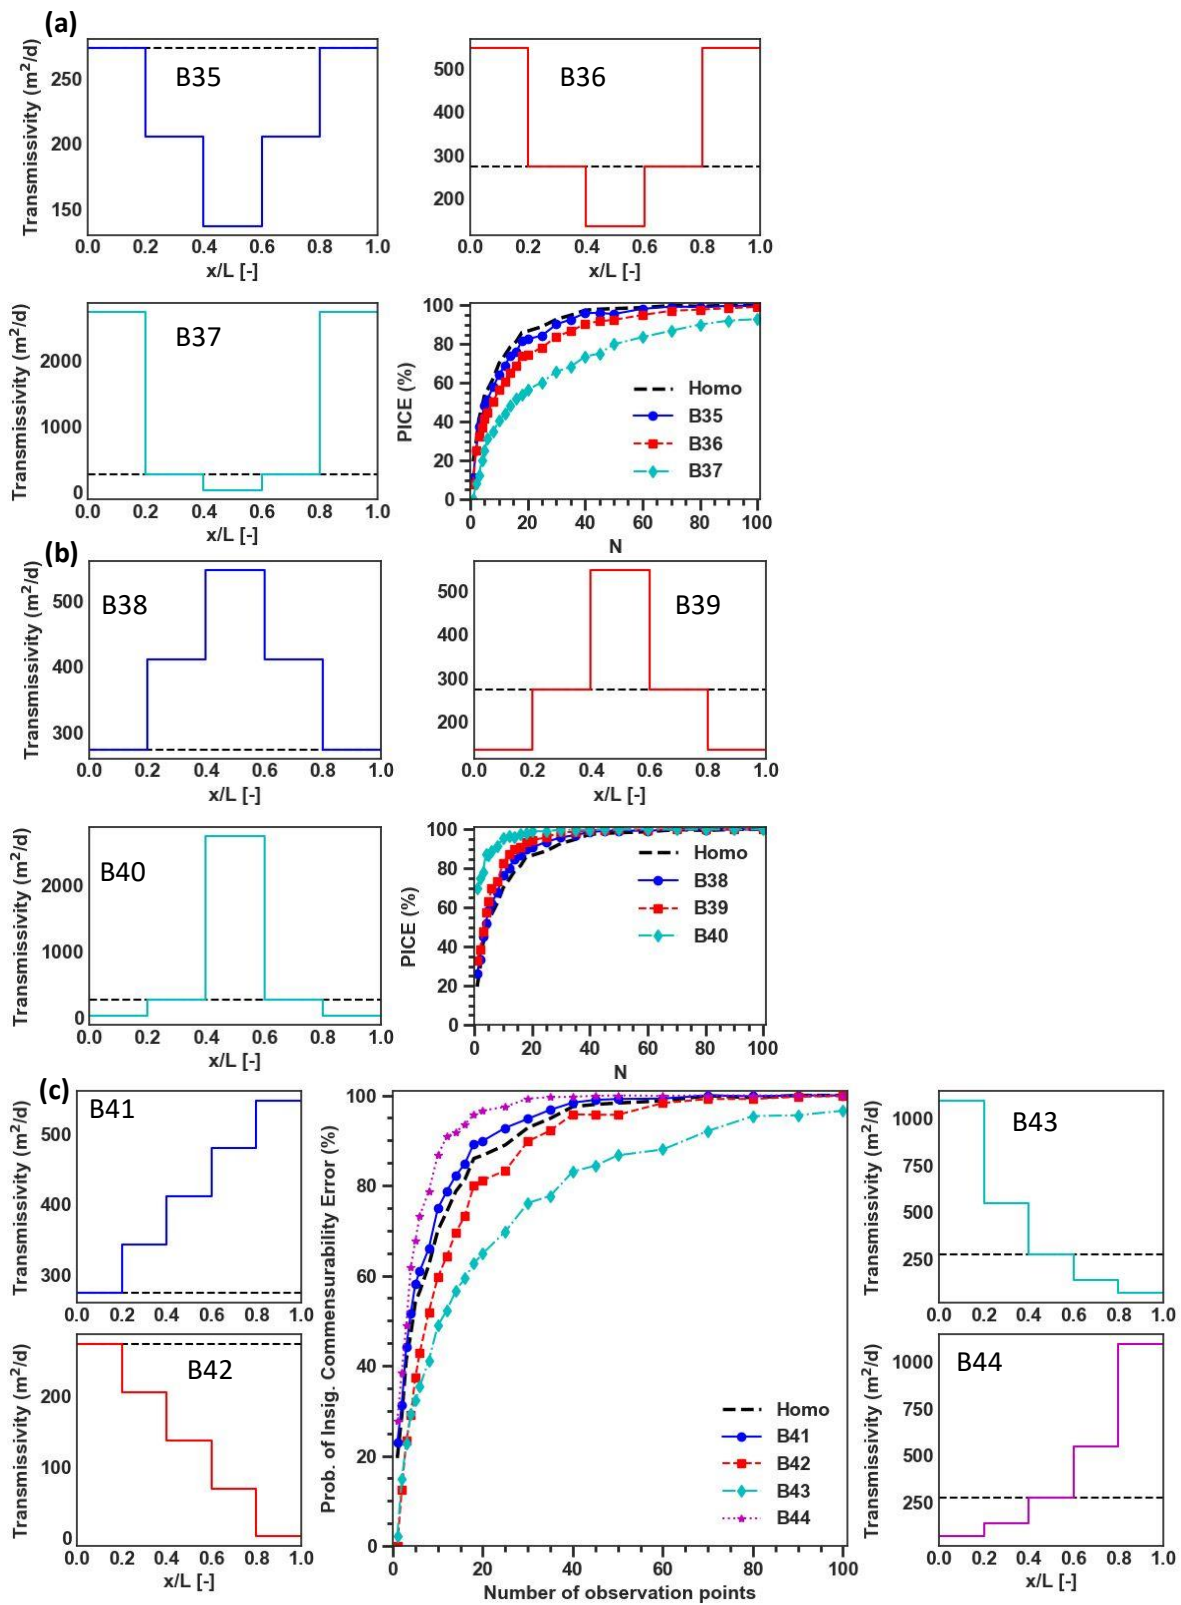 (a)
Transmissivity (m²/d)
250
200
150
B35
0.0 0.2 0.4 0.6 0.8 1.0
x/L [-]
500
400
300
200
B36
0.0 0.2 0.4 0.6 0.8 1.0
x/L [-]
Transmissivity (m²/d)
2000
1000
0
B37
0.0 0.2 0.4 0.6 0.8 1.0
x/L [-]
PICE (%)
100
80
60
40
20
0
Homo
B35
B36
B37
0 20 40 60 80 100
N
(b)
Transmissivity (m²/d)
500
400
300
B38
0.0 0.2 0.4 0.6 0.8 1.0
x/L [-]
500
400
300
200
B39
0.0 0.2 0.4 0.6 0.8 1.0
x/L [-]
Transmissivity (m²/d)
2000
1000
0
B40
0.0 0.2 0.4 0.6 0.8 1.0
x/L [-]
PICE (%)
100
80
60
40
20
0
Homo
B38
B39
B40
0 20 40 60 80 100
N
(c)
Transmissivity (m²/d)
500
400
300
B41
0.0 0.2 0.4 0.6 0.8 1.0
Transmissivity (m²/d)
200
100
0
B42
0.0 0.2 0.4 0.6 0.8 1.0
x/L [-]
Prob. of Insig. Commensurability Error (%)
100
80
60
40
20
0
Homo
B41
B42
B43
B44
0 20 40 60 80 100
Number of observation points
Transmissivity (m²/d)
1000
750
500
250
B43
0.0 0.2 0.4 0.6 0.8 1.0
Transmissivity (m²/d)
1000
750
500
250
B44
0.0 0.2 0.4 0.6 0.8 1.0
x/L [-]